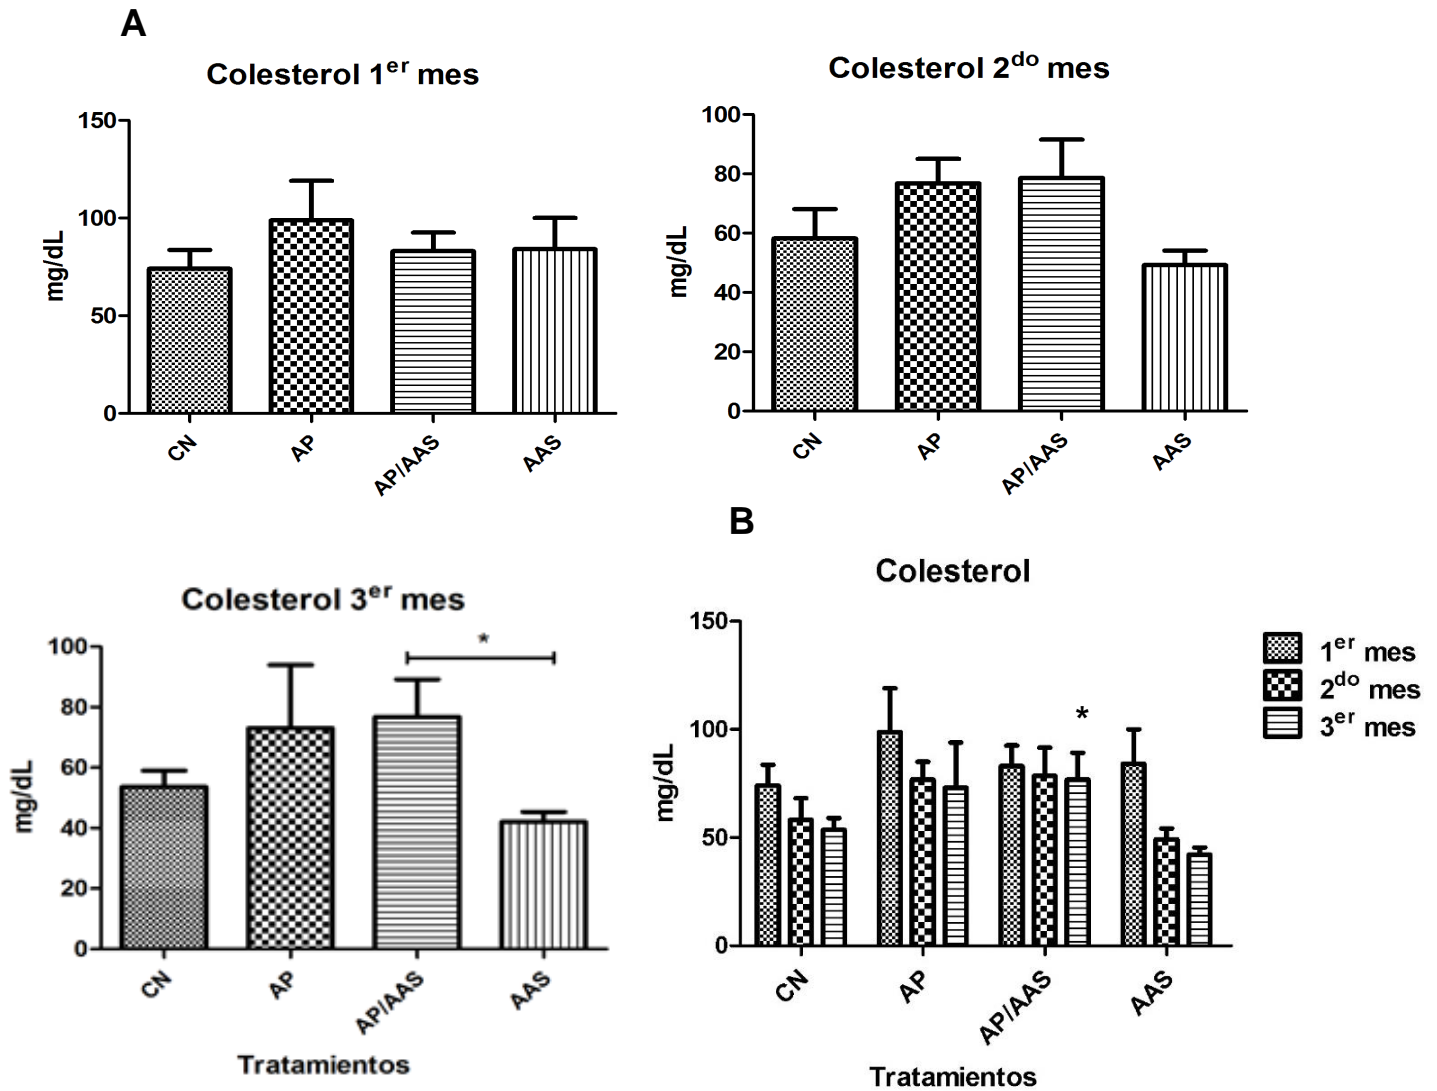 A
Colesterol 1er mes
150
100
50
0
mg/dL
CN
AP
AP/AAS
AAS
Colesterol 2do mes
100
80
60
40
20
0
mg/dL
CN
AP
AP/AAS
AAS
Colesterol 3er mes
*
100
80
60
40
20
0
mg/dL
CN
AP
AP/AAS
AAS
Tratamientos
B
Colesterol
150
100
50
0
mg/dL
*
CN
AP
AP/AAS
AAS
Tratamientos
1er mes
2do mes
3er mes